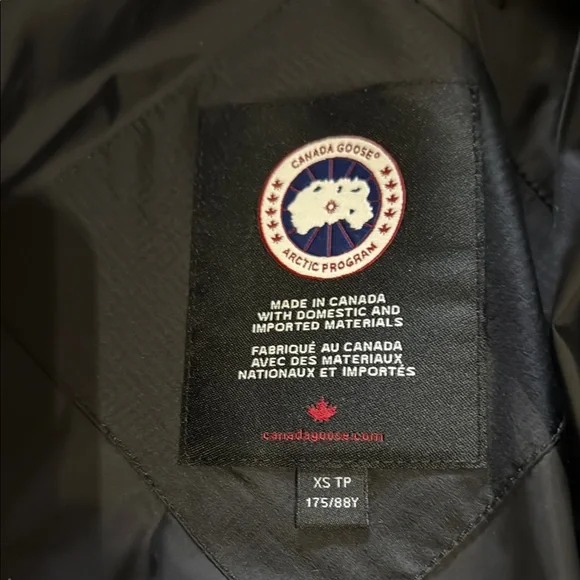 CANADA GOOSE®
ARCTIC PROGRAM
MADE IN CANADA
WITH DOMESTIC AND
IMPORTED MATERIALS
FABRIQUÉ AU CANADA
AVEC DES MATERIAUX
NATIONAUX ET IMPORTÉS
canadagoose.com
XS TP
175/88Y